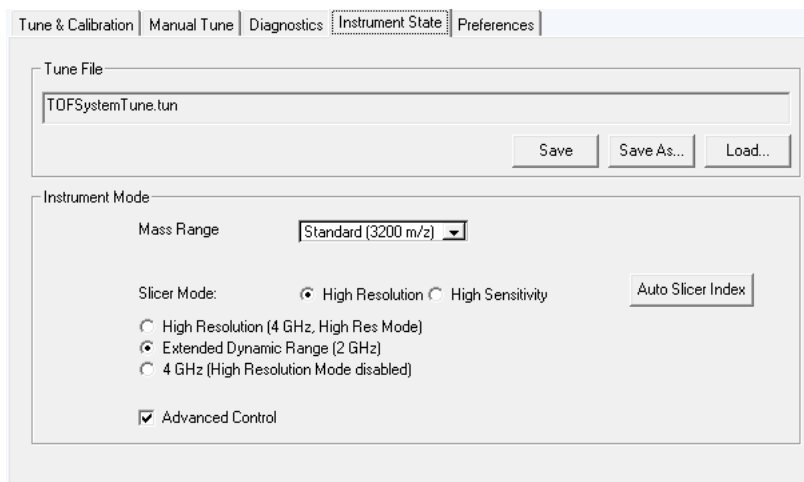 Tune & Calibration Manual Tune Diagnostics Instrument State Preferences
Tune File
TOFSystemTune.tun
Save Save As... Load...
Instrument Mode
Mass Range Standard (3200 m/z)
Slicer Mode: High Resolution High Sensitivity Auto Slicer Index
High Resolution (4 GHz, High Res Mode)
Extended Dynamic Range (2 GHz)
4 GHz (High Resolution Mode disabled)
Advanced Control